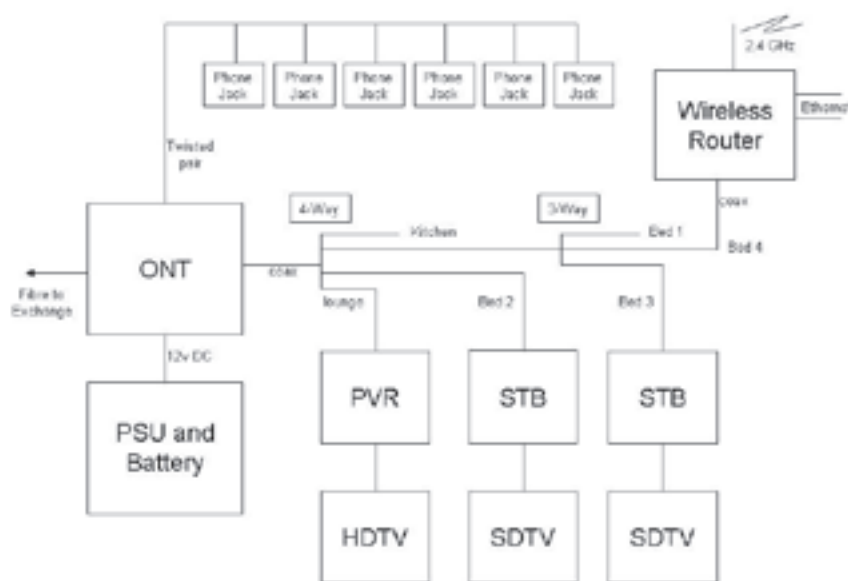 2.4 GHz
Phone
Jack
Phone
Jack
Phone
Jack
Phone
Jack
Phone
Jack
Phone
Jack
Wireless
Router
Ethernet
Twisted
pair
coax
4-Way
3-Way
Kitchen
Bed 1
Bed 4
ONT
coax
Fibre to
Exchange
lounge
Bed 2
Bed 3
12v DC
PSU and
Battery
PVR
STB
STB
HDTV
SDTV
SDTV